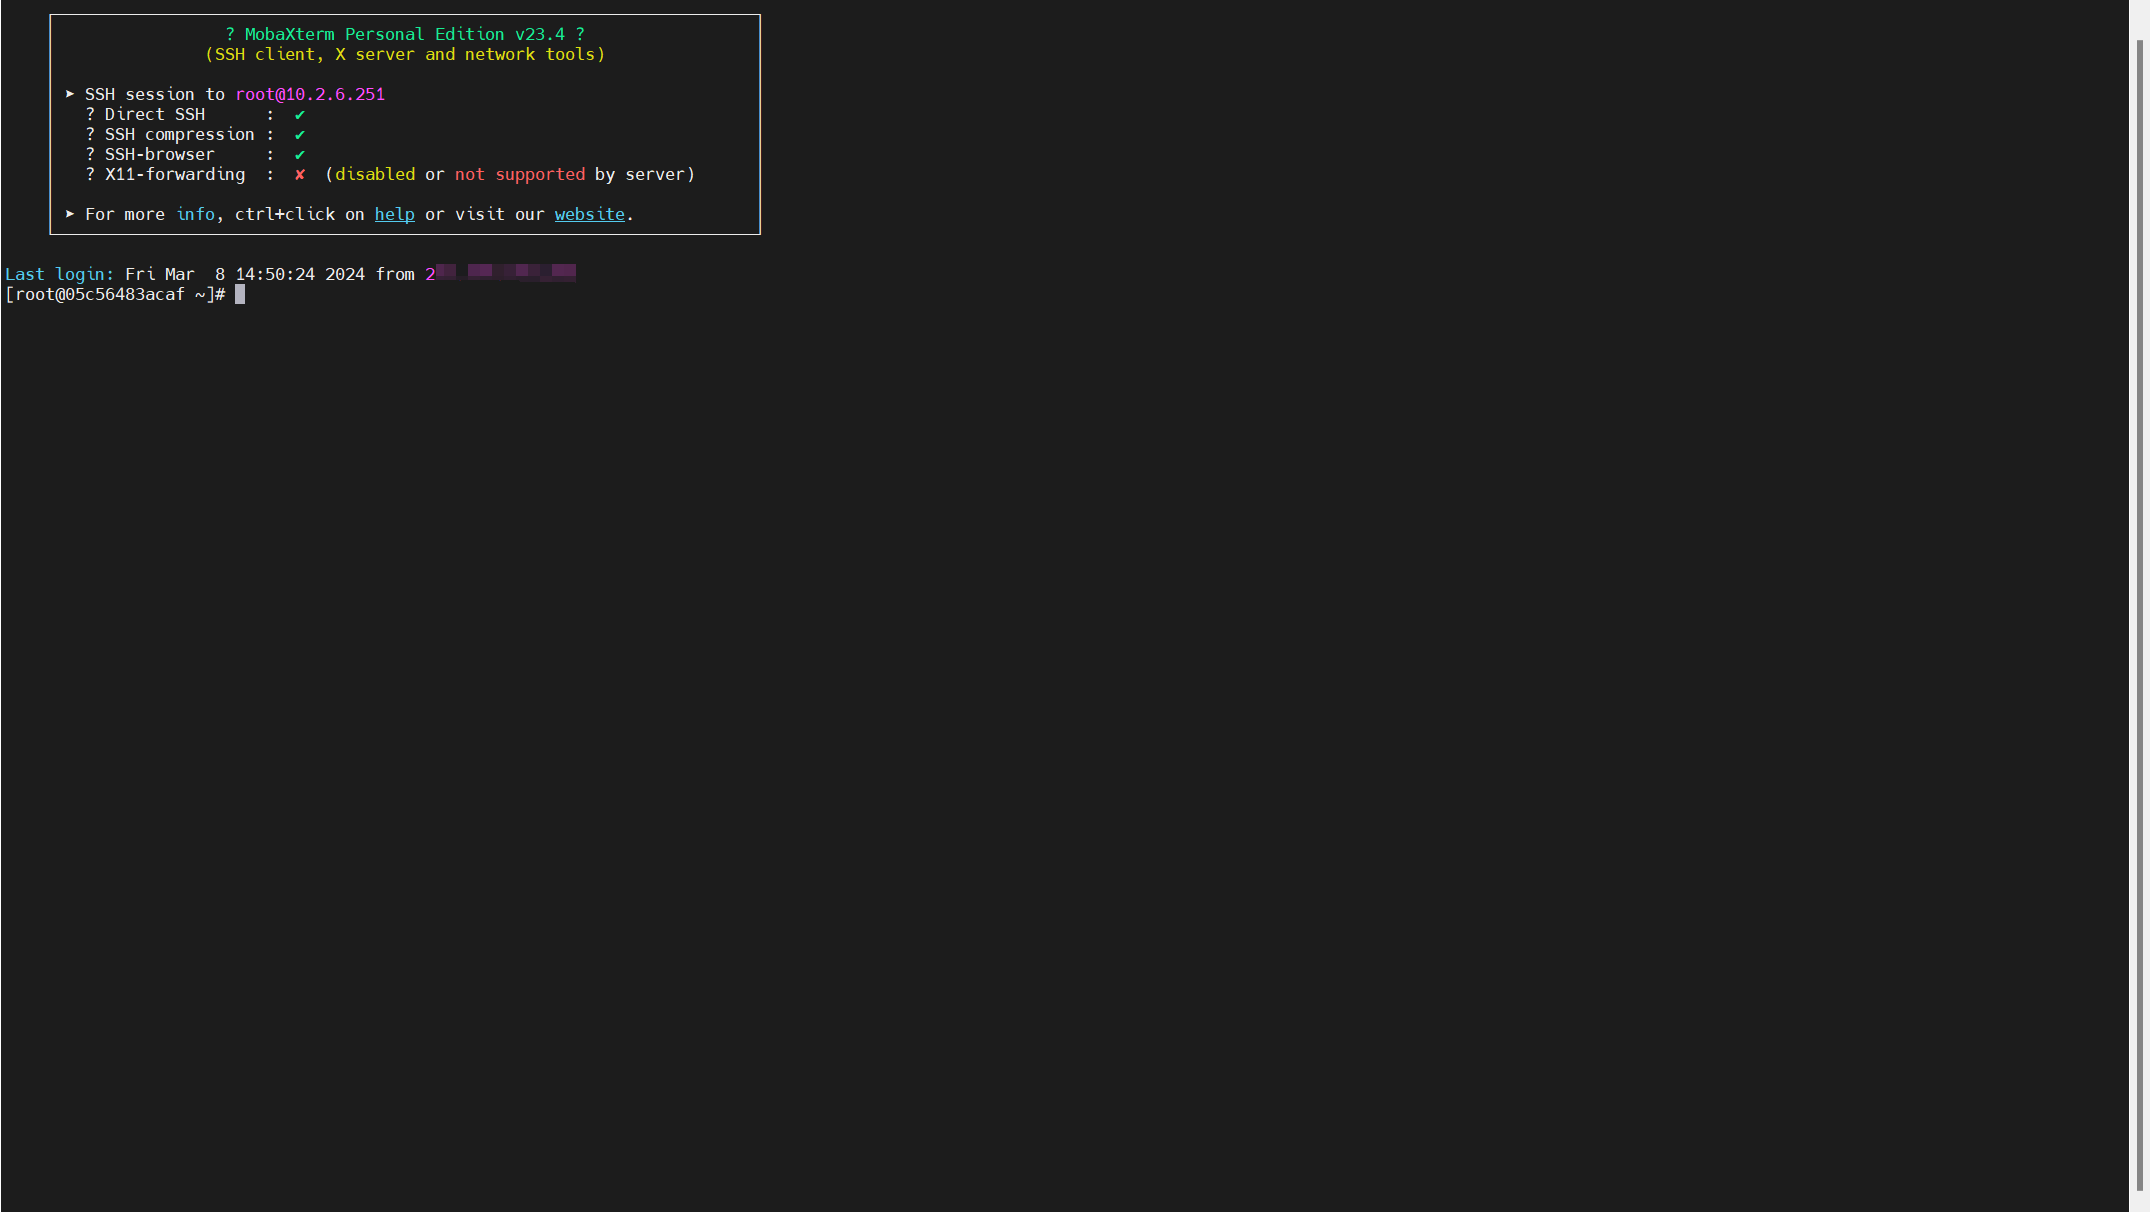 ? MobaXterm Personal Edition v23.4 ?
(SSH client, X server and network tools)
➤ SSH session to root@10.2.6.251
? Direct SSH      :  ✔
? SSH compression :  ✔
? SSH-browser     :  ✔
? X11-forwarding  :  ✘  (disabled or not supported by server)
➤ For more info, ctrl+click on help or visit our website.
Last login: Fri Mar  8 14:50:24 2024 from 2
[root@05c56483acaf ~]#